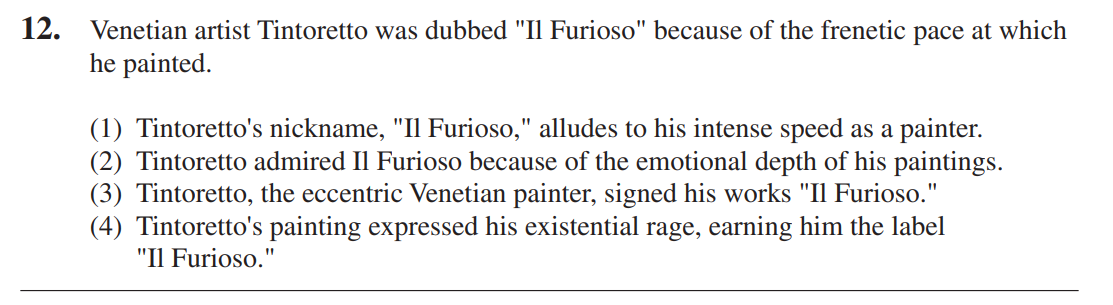 12. Venetian artist Tintoretto was dubbed "Il Furioso" because of the frenetic pace at which
he painted.
(1) Tintoretto's nickname, "Il Furioso," alludes to his intense speed as a painter.
(2) Tintoretto admired Il Furioso because of the emotional depth of his paintings.
(3) Tintoretto, the eccentric Venetian painter, signed his works "Il Furioso."
(4) Tintoretto's painting expressed his existential rage, earning him the label
"Il Furioso."